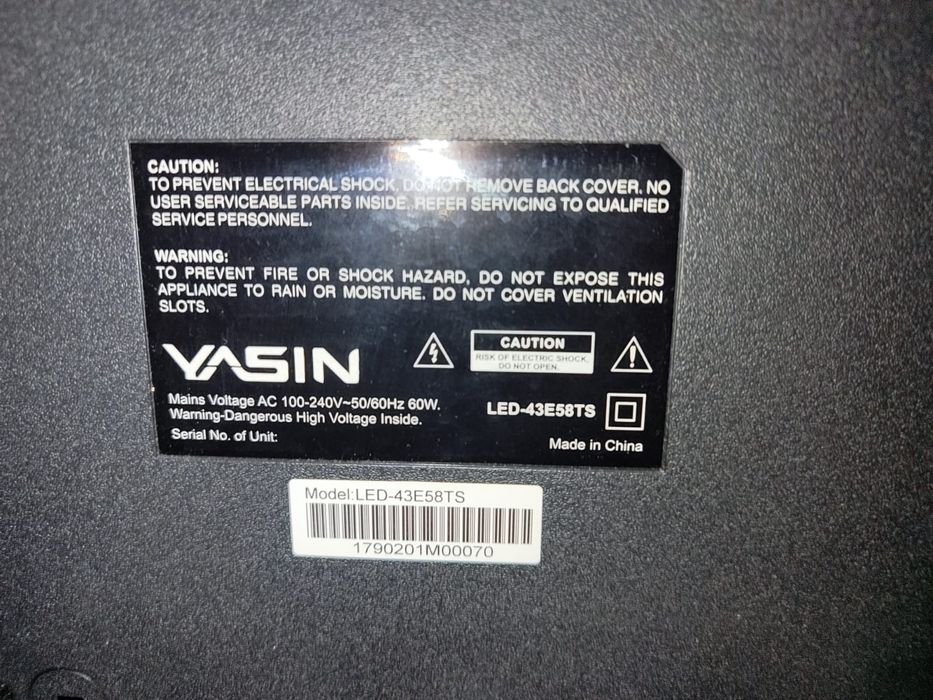 CAUTION:
TO PREVENT ELECTRICAL SHOCK, DO NOT REMOVE BACK COVER. NO
USER SERVICEABLE PARTS INSIDE. REFER SERVICING TO QUALIFIED
SERVICE PERSONNEL.
WARNING:
TO PREVENT FIRE OR SHOCK HAZARD, DO NOT EXPOSE THIS
APPLIANCE TO RAIN OR MOISTURE. DO NOT COVER VENTILATION
SLOTS.
YASIN
CAUTION
RISK OF ELECTRIC SHOCK.
DO NOT OPEN.
Mains Voltage AC 100-240V~50/60Hz 60W.
Warning-Dangerous High Voltage Inside.
Serial No. of Unit:
LED-43E58TS
Made in China
Model:LED-43E58TS
1790201M00070